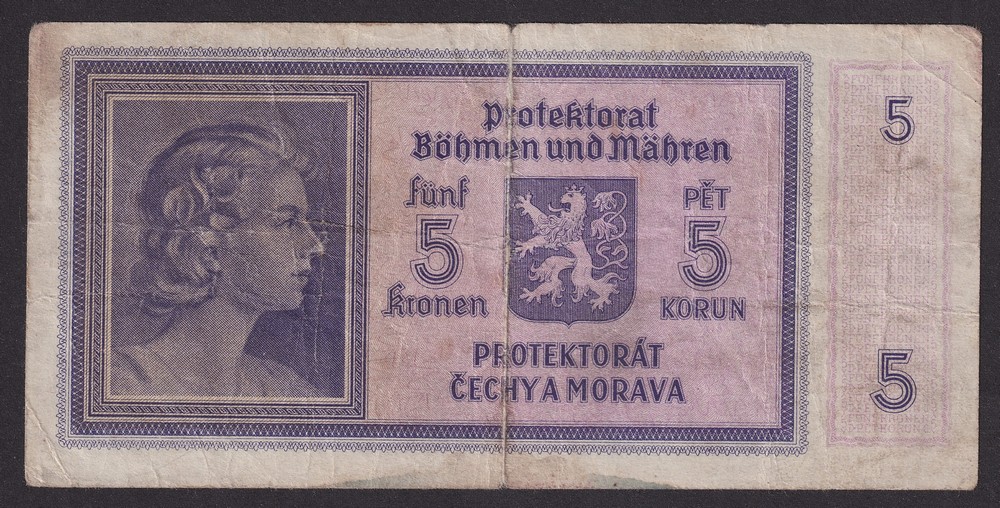 Protektorat
Böhmen und Mähren
fünf
5
Kronen
PĚT
5
KORUN
PROTEKTORÁT
ČECHY A MORAVA
5
5